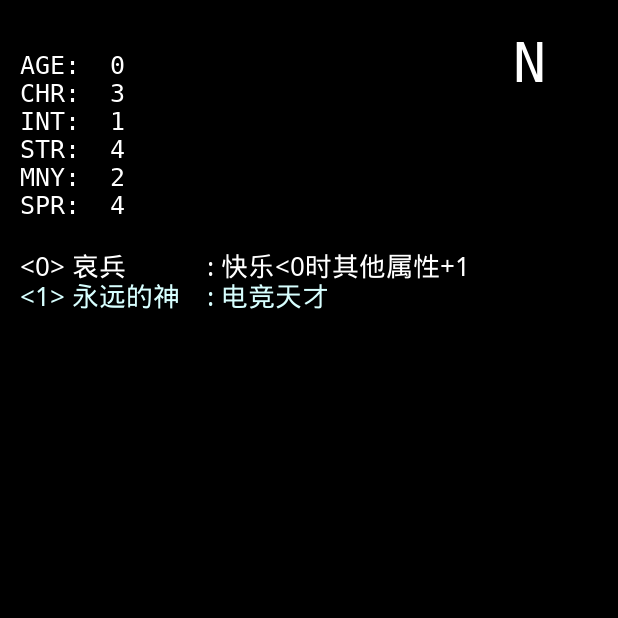 N
AGE: 0
CHR: 3
INT: 1
STR: 4
MNY: 2
SPR: 4
<0> 哀兵 : 快乐<0时其他属性+1
<1> 永远的神 : 电竞天才